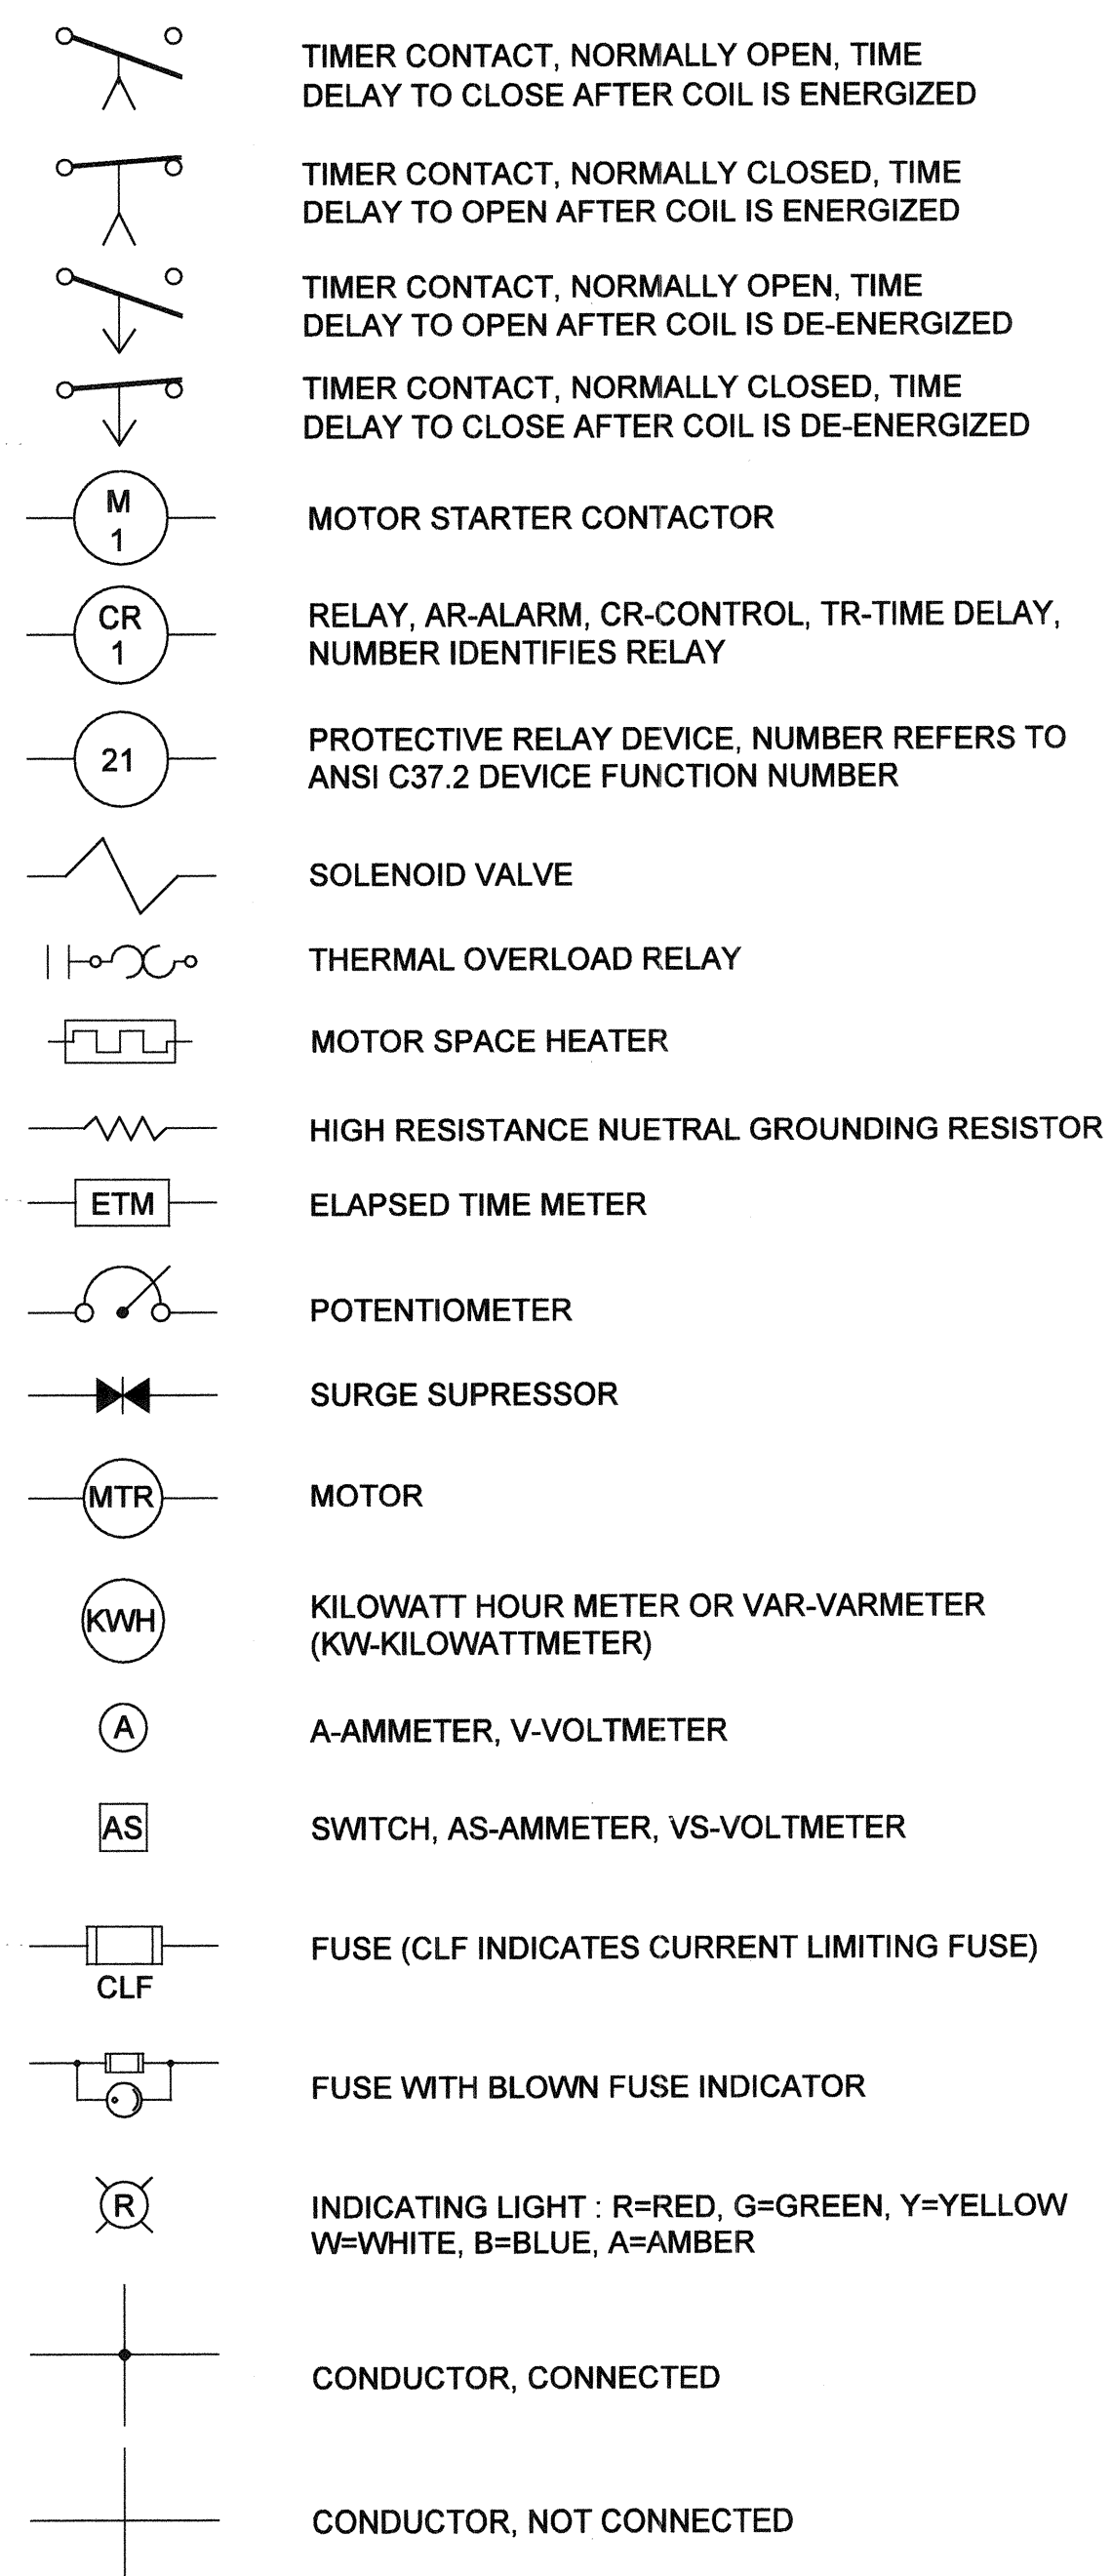 TIMER CONTACT, NORMALLY OPEN, TIME
DELAY TO CLOSE AFTER COIL IS ENERGIZED
TIMER CONTACT, NORMALLY CLOSED, TIME
DELAY TO OPEN AFTER COIL IS ENERGIZED
TIMER CONTACT, NORMALLY OPEN, TIME
DELAY TO OPEN AFTER COIL IS DE-ENERGIZED
TIMER CONTACT, NORMALLY CLOSED, TIME
DELAY TO CLOSE AFTER COIL IS DE-ENERGIZED
M
1
MOTOR STARTER CONTACTOR
CR
1
RELAY, AR-ALARM, CR-CONTROL, TR-TIME DELAY,
NUMBER IDENTIFIES RELAY
21
PROTECTIVE RELAY DEVICE, NUMBER REFERS TO
ANSI C37.2 DEVICE FUNCTION NUMBER
SOLENOID VALVE
THERMAL OVERLOAD RELAY
MOTOR SPACE HEATER
HIGH RESISTANCE NUETRAL GROUNDING RESISTOR
ETM
ELAPSED TIME METER
POTENTIOMETER
SURGE SUPRESSOR
MTR
MOTOR
KWH
KILOWATT HOUR METER OR VAR-VARMETER
(KW-KILOWATTMETER)
A
A-AMMETER, V-VOLTMETER
AS
SWITCH, AS-AMMETER, VS-VOLTMETER
FUSE (CLF INDICATES CURRENT LIMITING FUSE)
CLF
FUSE WITH BLOWN FUSE INDICATOR
R
INDICATING LIGHT : R=RED, G=GREEN, Y=YELLOW
W=WHITE, B=BLUE, A=AMBER
CONDUCTOR, CONNECTED
CONDUCTOR, NOT CONNECTED